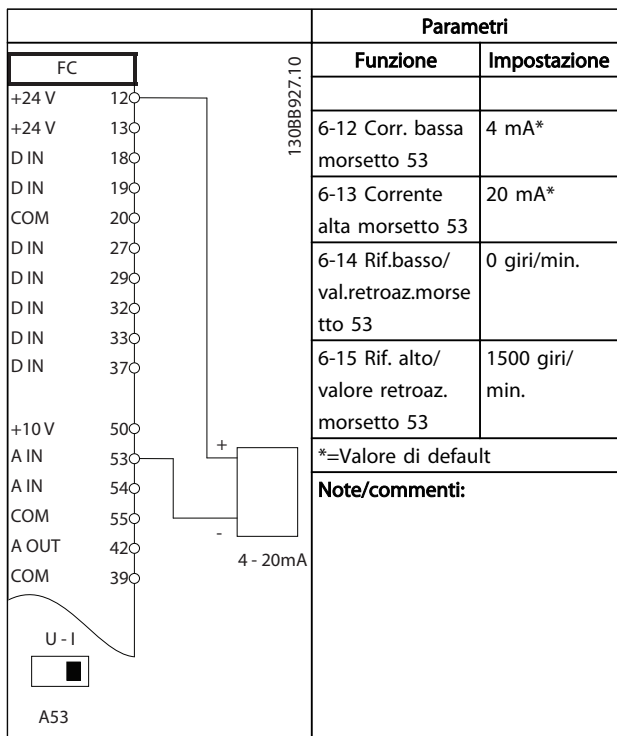 Parametri
FC
Funzione Impostazione
130BB927.10
+24 V 12
+24 V 13
D IN 18
D IN 19
COM 20
D IN 27
D IN 29
D IN 32
D IN 33
D IN 37
+10 V 50
A IN 53
A IN 54
COM 55
A OUT 42
COM 39
+
-
4 - 20mA
U - I
A53
6-12 Corr. bassa
morsetto 53
4 mA*
6-13 Corrente
alta morsetto 53
20 mA*
6-14 Rif.basso/
val.retroaz.morse
tto 53
0 giri/min.
6-15 Rif. alto/
valore retroaz.
morsetto 53
1500 giri/
min.
*=Valore di default
Note/commenti: